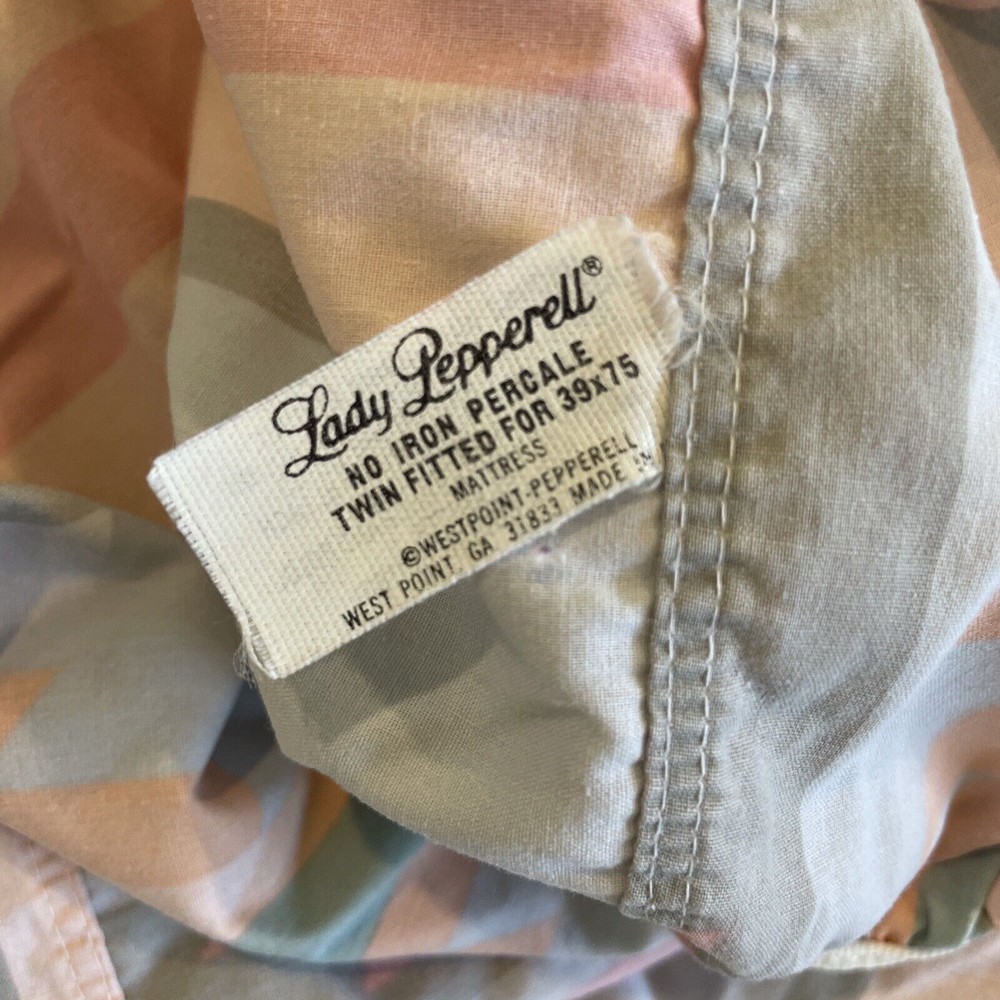 Lady Pepperell®
NO IRON PERCALE
TWIN FITTED FOR 39x75
MATTRESS
©WESTPOINT-PEPPERELL
WEST POINT GA 31833 MADE